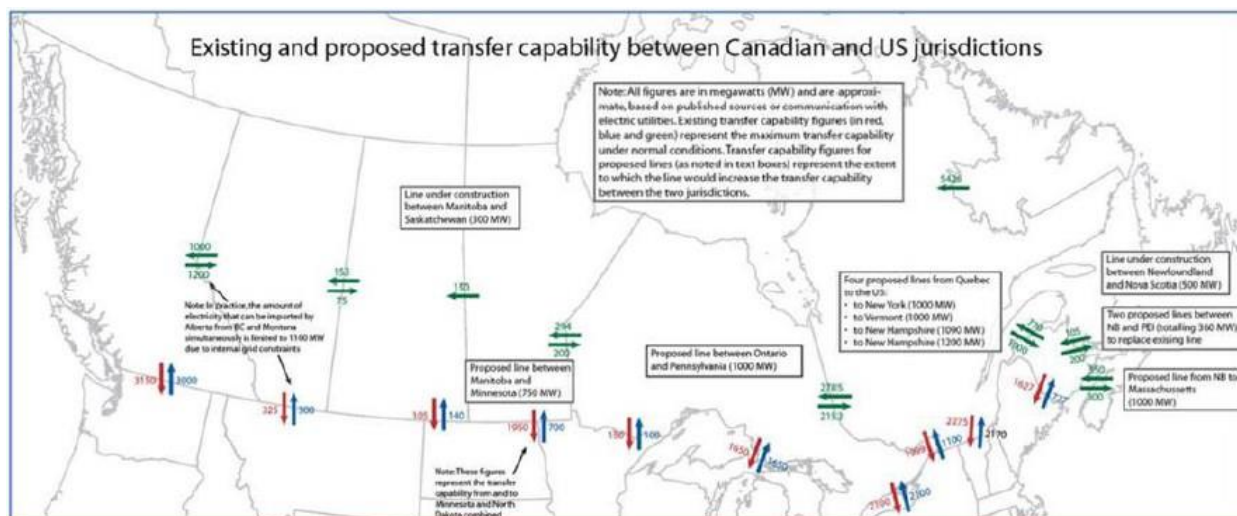 Existing and proposed transfer capability between Canadian and US jurisdictions
Note: All figures are in megawatts (MW) and are approxi-
mate, based on published sources or communication with
electric utilities. Existing transfer capability figures (in red,
blue and green) represent the maximum transfer capability
under normal conditions. Transfer capability figures for
proposed lines (as noted in text boxes) represent the extent
to which the line would increase the transfer capability
between the two jurisdictions.
5428
Line under construction
between Manitoba and
Saskatchewan (300 MW)
1000
1200
153
75
150
Note: In practice, the amount of
electricity that can be imported by
Alberta from BC and Montana
simultaneously is limited to 1100 MW
due to internal grid constraints
294
200
Four proposed lines from Quebec
to the US:
• to New York (1000 MW)
• to Vermont (1000 MW)
• to New Hampshire (1090 MW)
• to New Hampshire (1200 MW)
Line under construction
between Newfoundland
and Nova Scotia (500 MW)
Two proposed lines between
NB and PEI (totalling 360 MW)
to replace existing line
Proposed line from NB to
Massachusetts
(1000 MW)
1000
200
300
Proposed line between
Manitoba and
Minnesota (750 MW)
Proposed line between Ontario
and Pennsylvania (1000 MW)
2785
3150
3000
325
300
105
140
1950
700
100
1650
1100
2275
2170
1627
Note: These figures
represent the transfer
capability from and to
Minnesota and North
Dakota combined